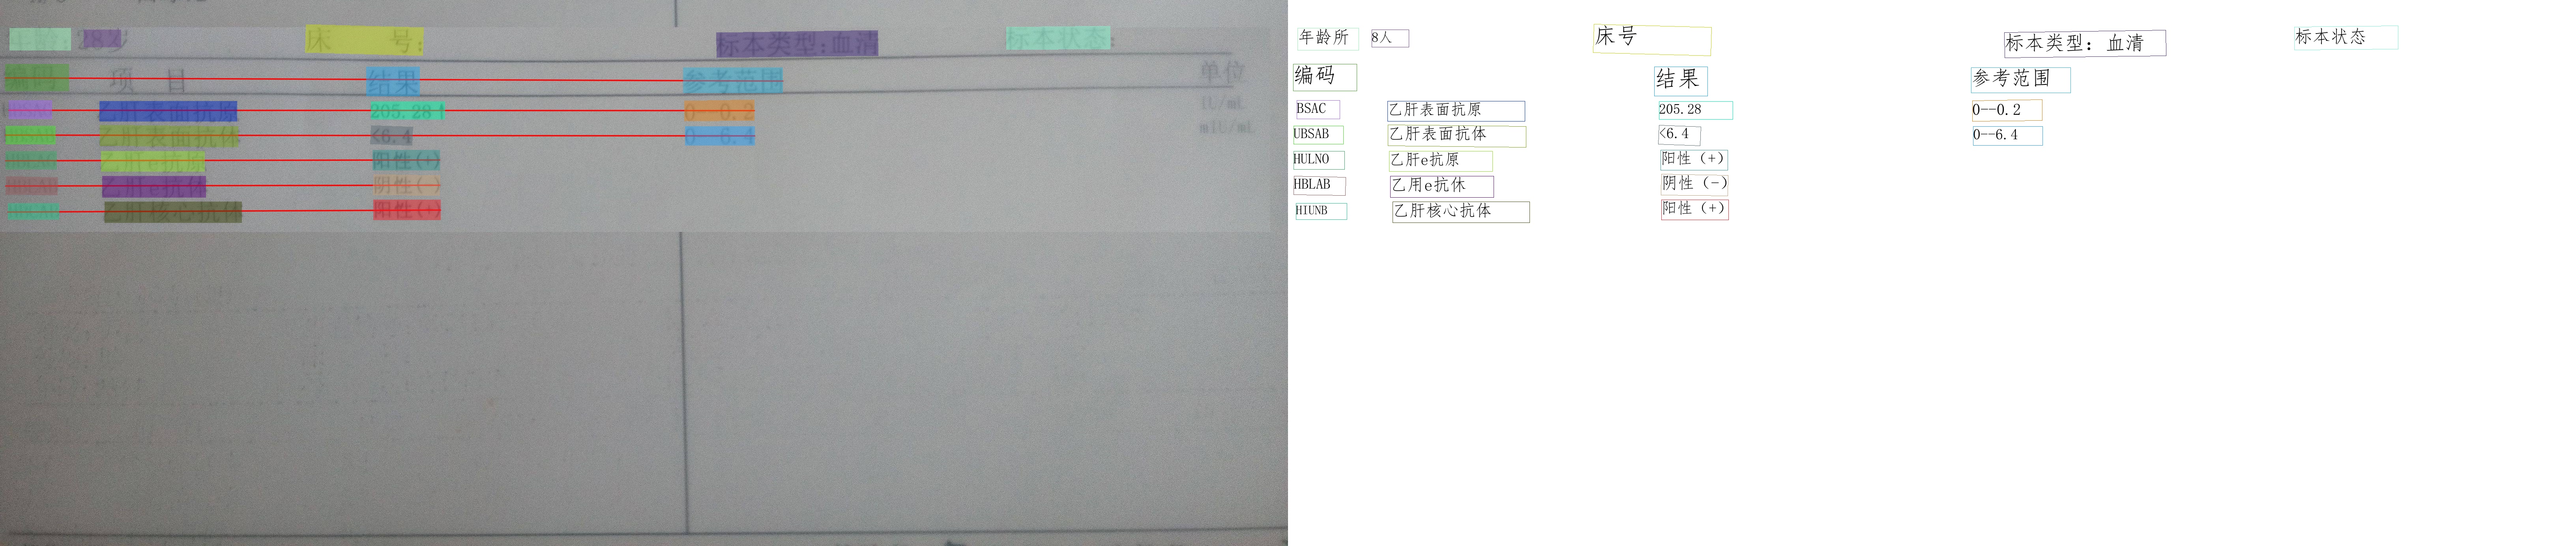 年龄:28岁 床 号: 标本类型:血清 标本状态: 年龄所 8人 床号 标本类型: 血清 标本状态
编码 项 目 结果 参考范围 单位 编码 结果 参考范围
乙肝表面抗原 205.28↑ 0--0.2 IU/mL BSAC 乙肝表面抗原 205.28 0--0.2
乙肝表面抗体 <6.4 0--6.4 mIU/mL UBSAB 乙肝表面抗体 <6.4 0--6.4
乙肝e抗原 阳性(+) HULNO 乙肝e抗原 阳性 (+)
乙肝e抗体 阴性(-) HBLAB 乙用e抗休 阴性 (-)
乙肝核心抗体 阳性(+) HIUNB 乙肝核心抗体 阳性 (+)